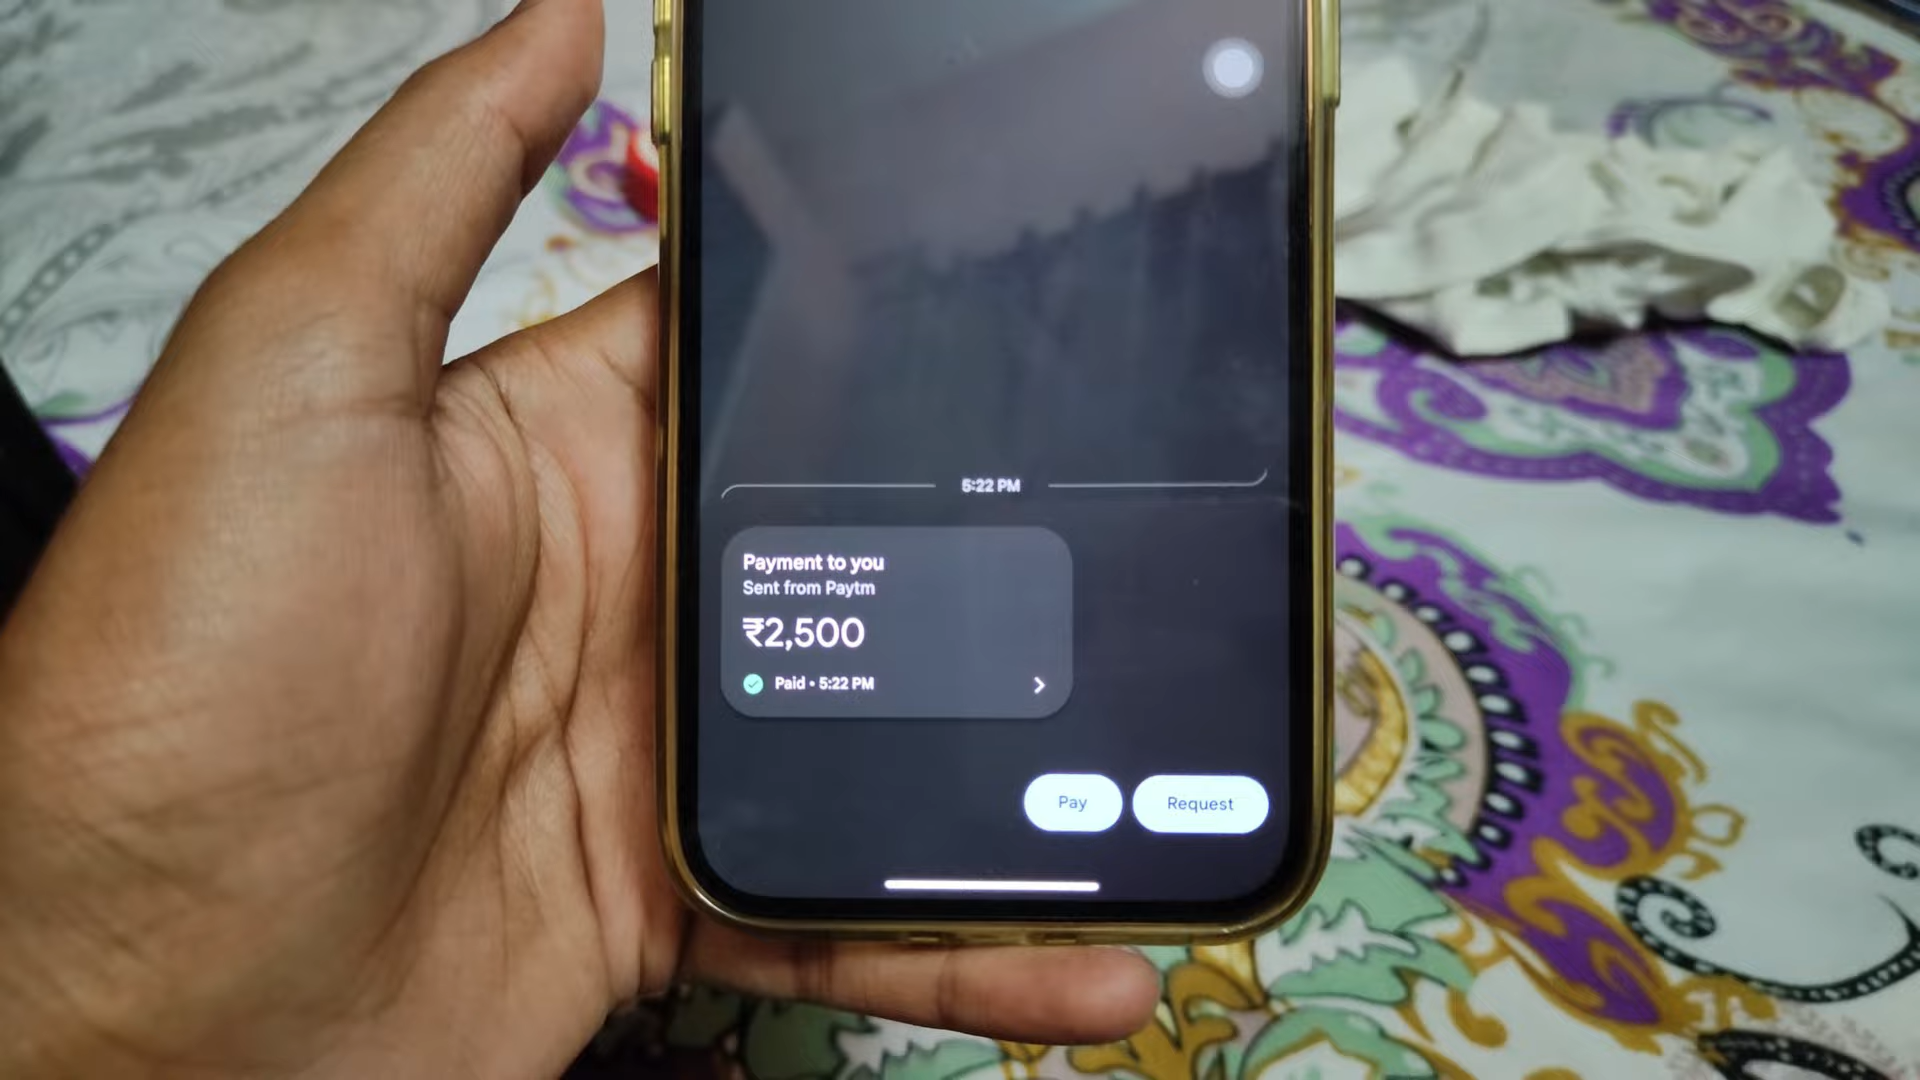 5:22 PM
Payment to you
Sent from Paytm
₹2,500
Paid • 5:22 PM
Pay Request